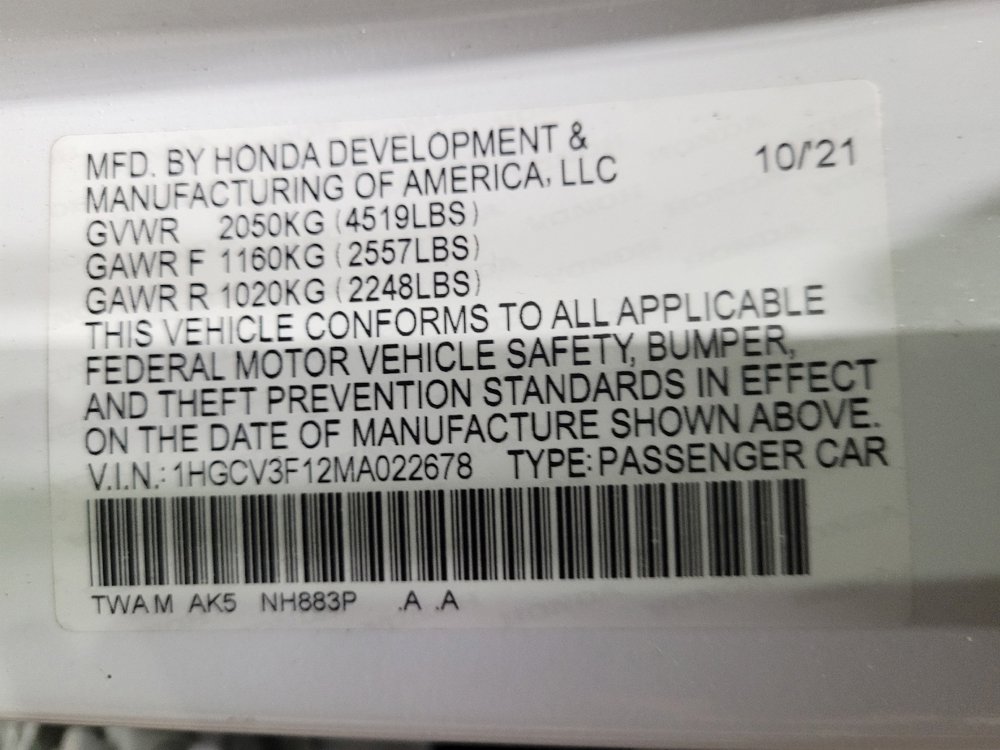 MFD. BY HONDA DEVELOPMENT &
MANUFACTURING OF AMERICA, LLC 10/'21
GVWR 2050KG (4519LBS)
GAWR F 1160KG (2557LBS)
GAWR R 1020KG (2248LBS)
THIS VEHICLE CONFORMS TO ALL APPLICABLE
FEDERAL MOTOR VEHICLE SAFETY, BUMPER,
AND THEFT PREVENTION STANDARDS IN EFFECT
ON THE DATE OF MANUFACTURE SHOWN ABOVE.
V.I.N.: 1HGCV3F12MA022678 TYPE: PASSENGER CAR
TWAM AK5 NH883P .A .A